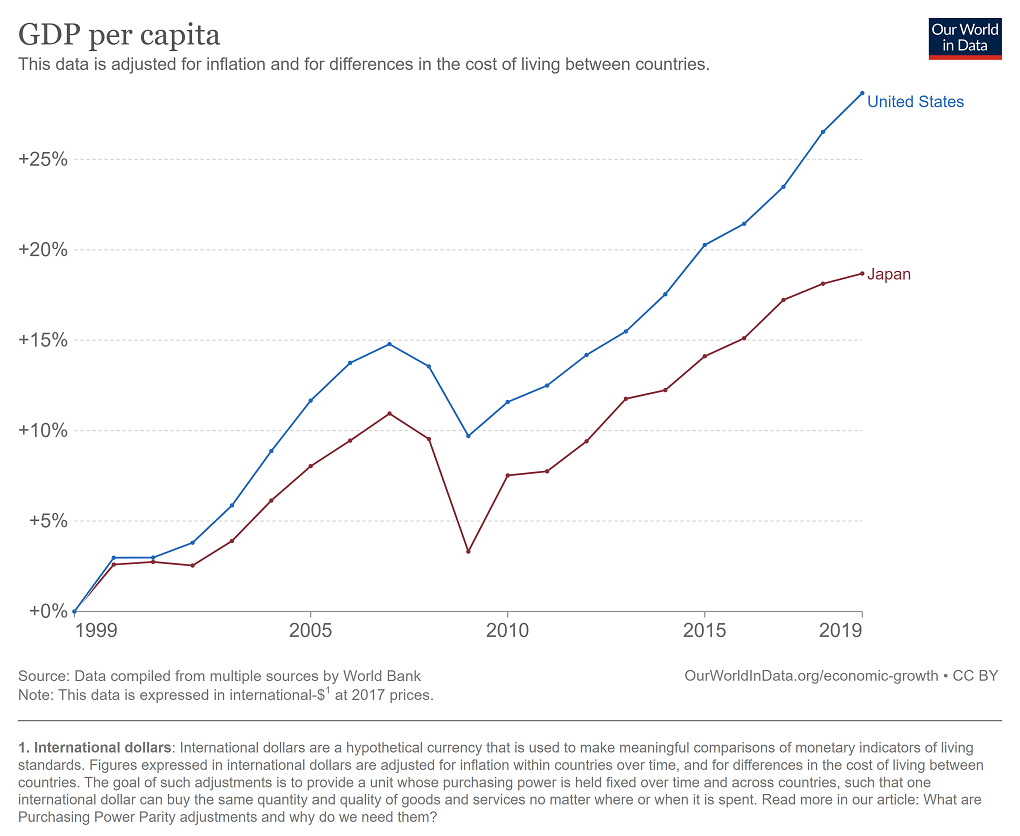 GDP per capita
This data is adjusted for inflation and for differences in the cost of living between countries.
Our World
in Data
United States
+25%
+20%
Japan
+15%
+10%
+5%
+0%
1999
2005
2010
2015
2019
Source: Data compiled from multiple sources by World Bank
OurWorldInData.org/economic-growth • CC BY
Note: This data is expressed in international-$¹ at 2017 prices.
1. International dollars: International dollars are a hypothetical currency that is used to make meaningful comparisons of monetary indicators of living
standards. Figures expressed in international dollars are adjusted for inflation within countries over time, and for differences in the cost of living between
countries. The goal of such adjustments is to provide a unit whose purchasing power is held fixed over time and across countries, such that one
international dollar can buy the same quantity and quality of goods and services no matter where or when it is spent. Read more in our article: What are
Purchasing Power Parity adjustments and why do we need them?